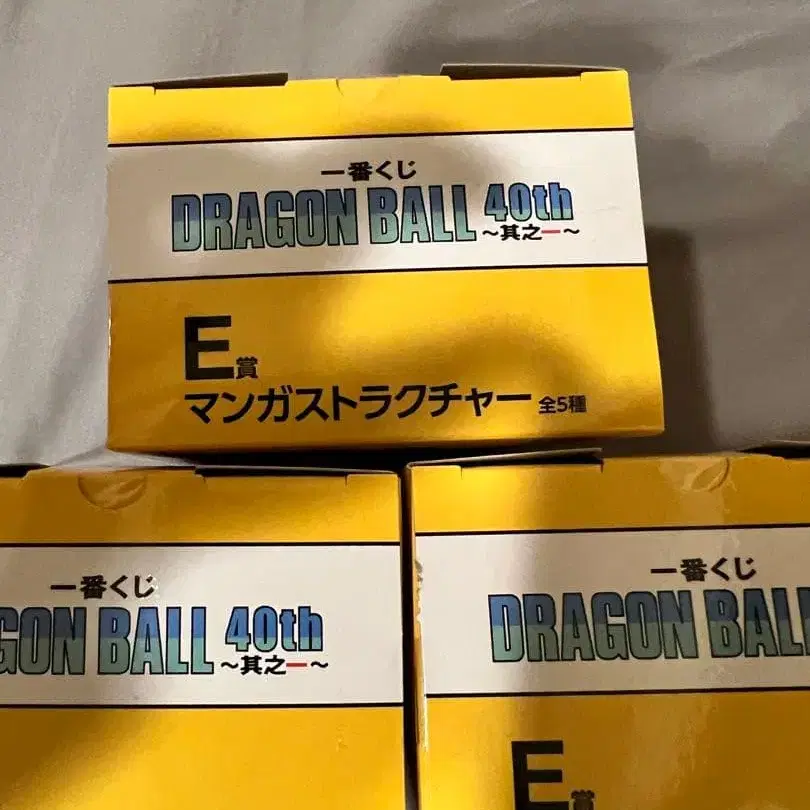 一番くじ
DRAGON BALL 40th
～其之一～
E賞
マンガストラクチャー 全5種
一番くじ
GON BALL 40th
～其之一～
一番くじ
DRAGON BALL
E賞